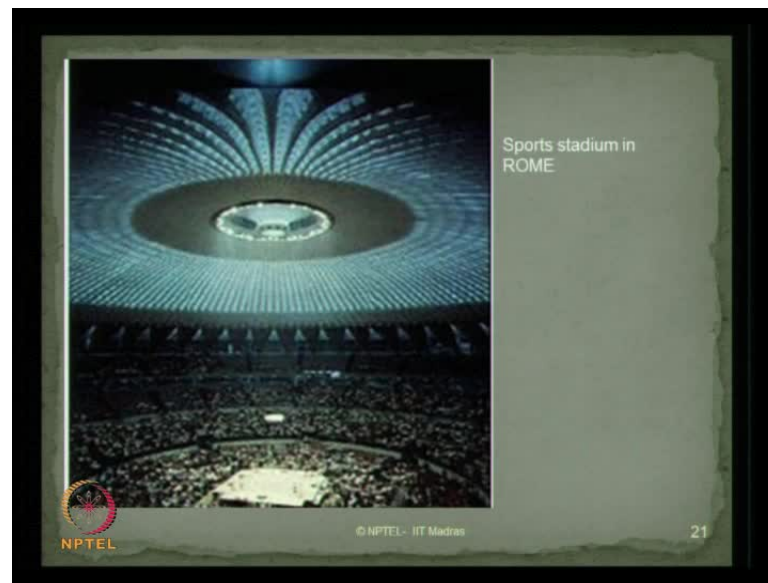 Sports stadium in
ROME
NPTEL
© NPTEL- IIT Madras
21